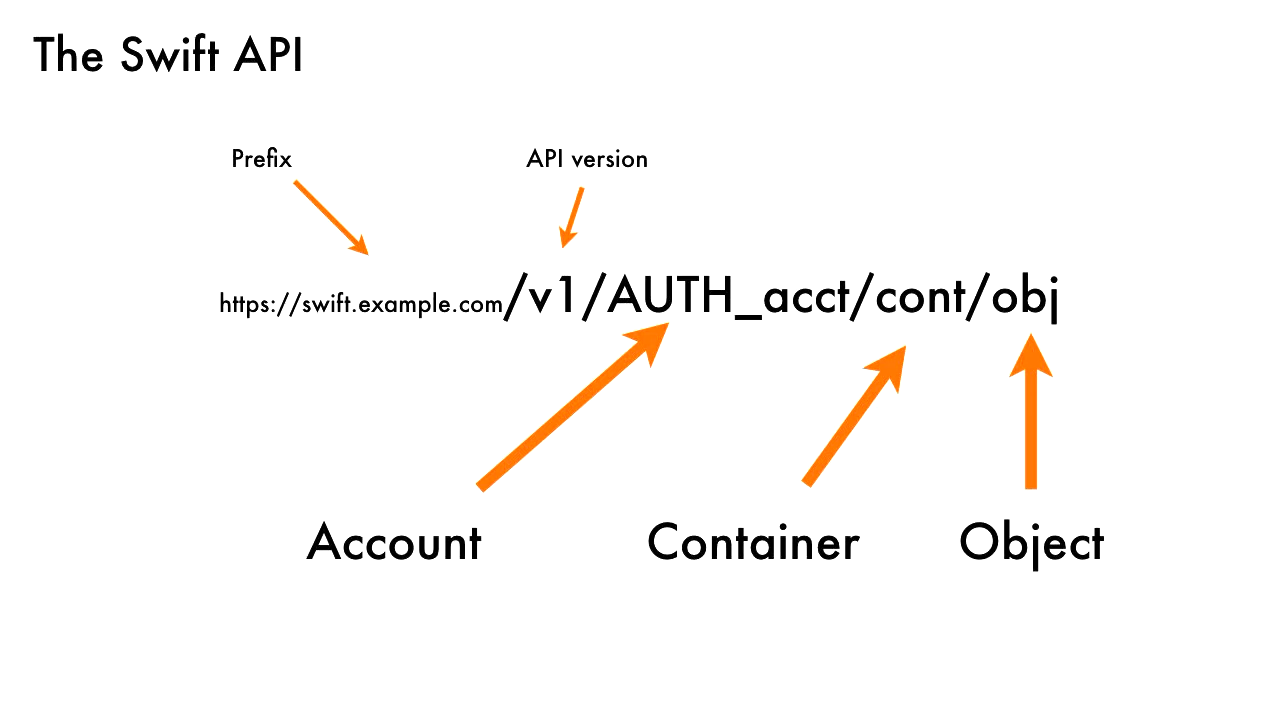 The Swift API
Prefix
API version
https://swift.example.com/v1/AUTH_acct/cont/obj
Account
Container
Object